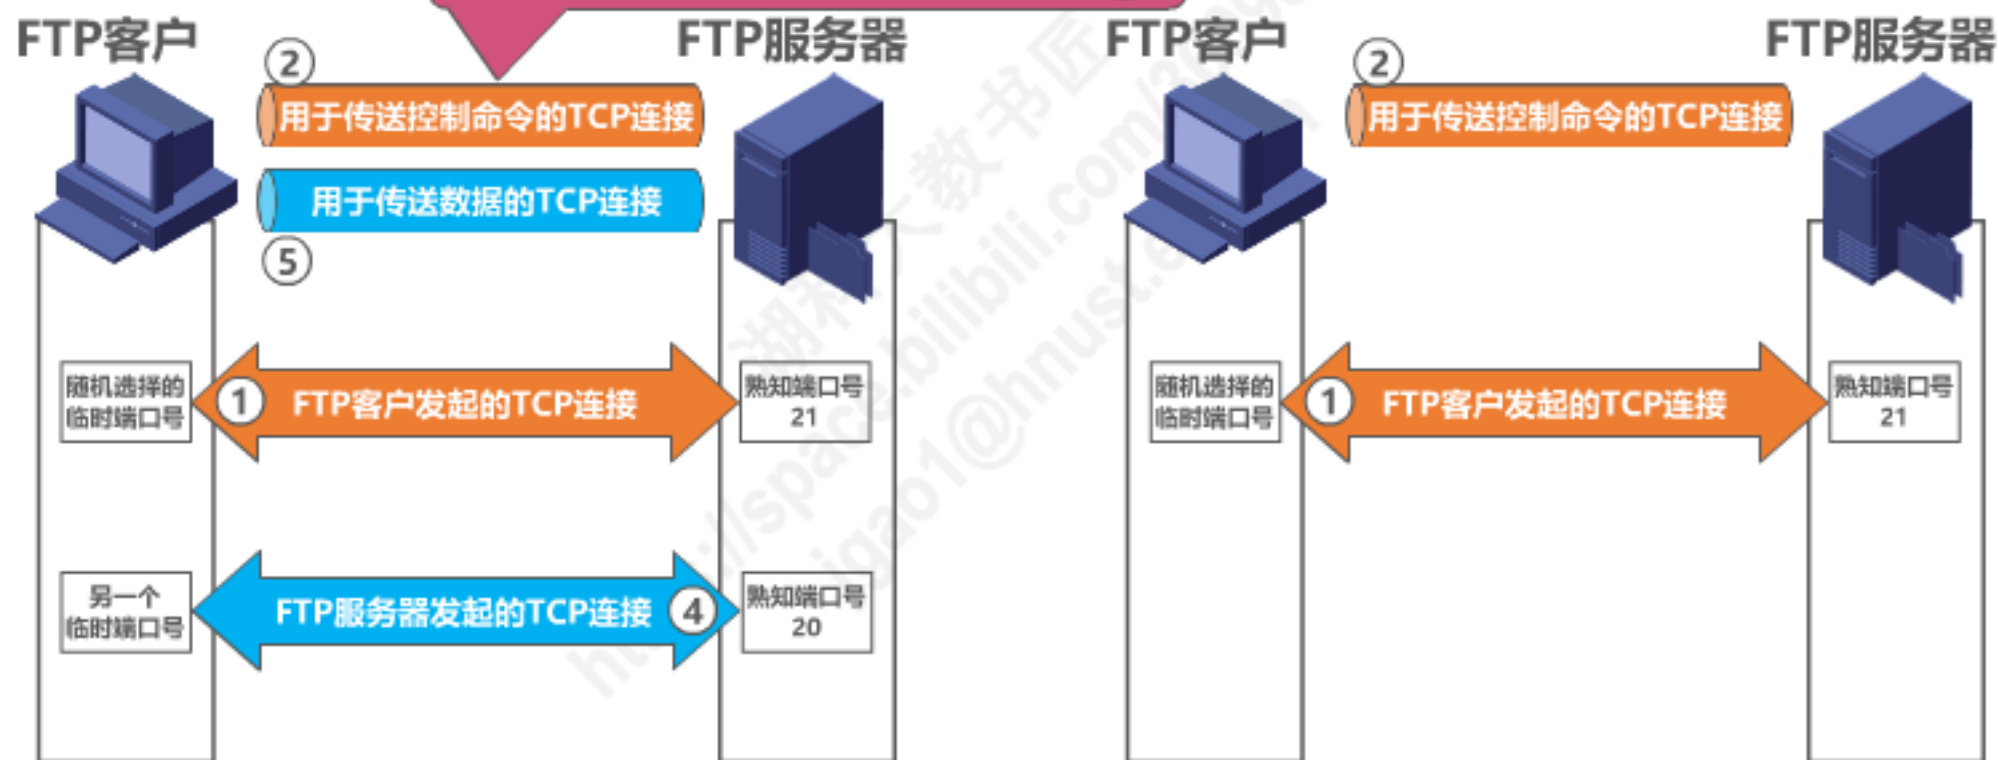 FTP客户
FTP服务器
②
用于传送控制命令的TCP连接
用于传送数据的TCP连接
⑤
随机选择的
临时端口号
① FTP客户发起的TCP连接
熟知端口号
21
另一个
临时端口号
FTP服务器发起的TCP连接 ④
熟知端口号
20
FTP客户
FTP服务器
②
用于传送控制命令的TCP连接
随机选择的
临时端口号
① FTP客户发起的TCP连接
熟知端口号
21